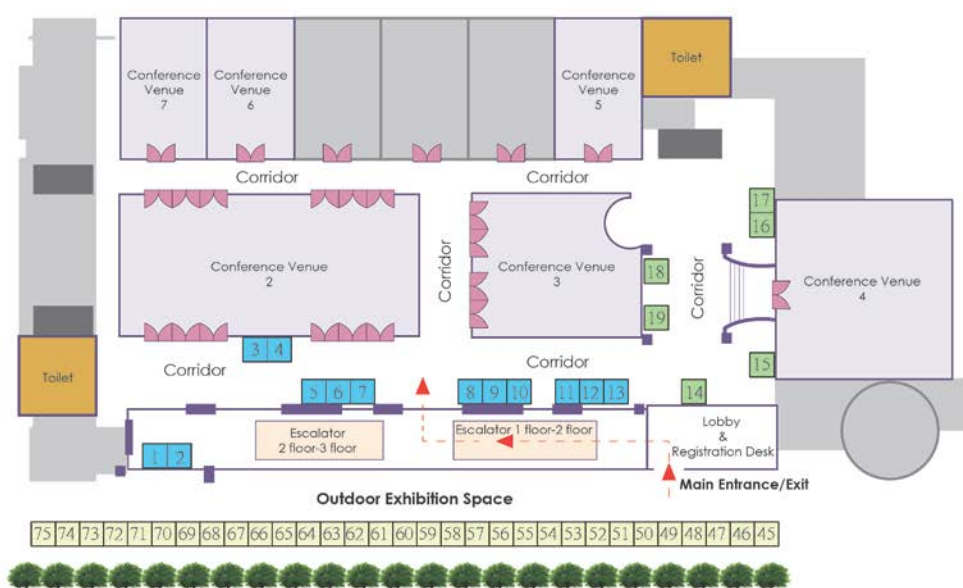 Conference
Venue
7
Conference
Venue
6
Conference
Venue
5
Toilet
Corridor
Corridor
17
16
Conference Venue
2
Corridor
Conference Venue
3
18
19
Corridor
Conference Venue
4
3 4
Corridor
Corridor
15
Toilet
5 6 7
8 9 10
11 12 13
14
Escalator
2 floor-3 floor
Escalator 1 floor-2 floor
Lobby
&
Registration Desk
1 2
Main Entrance/Exit
Outdoor Exhibition Space
75 74 73 72 71 70 69 68 67 66 65 64 63 62 61 60 59 58 57 56 55 54 53 52 51 50 49 48 47 46 45